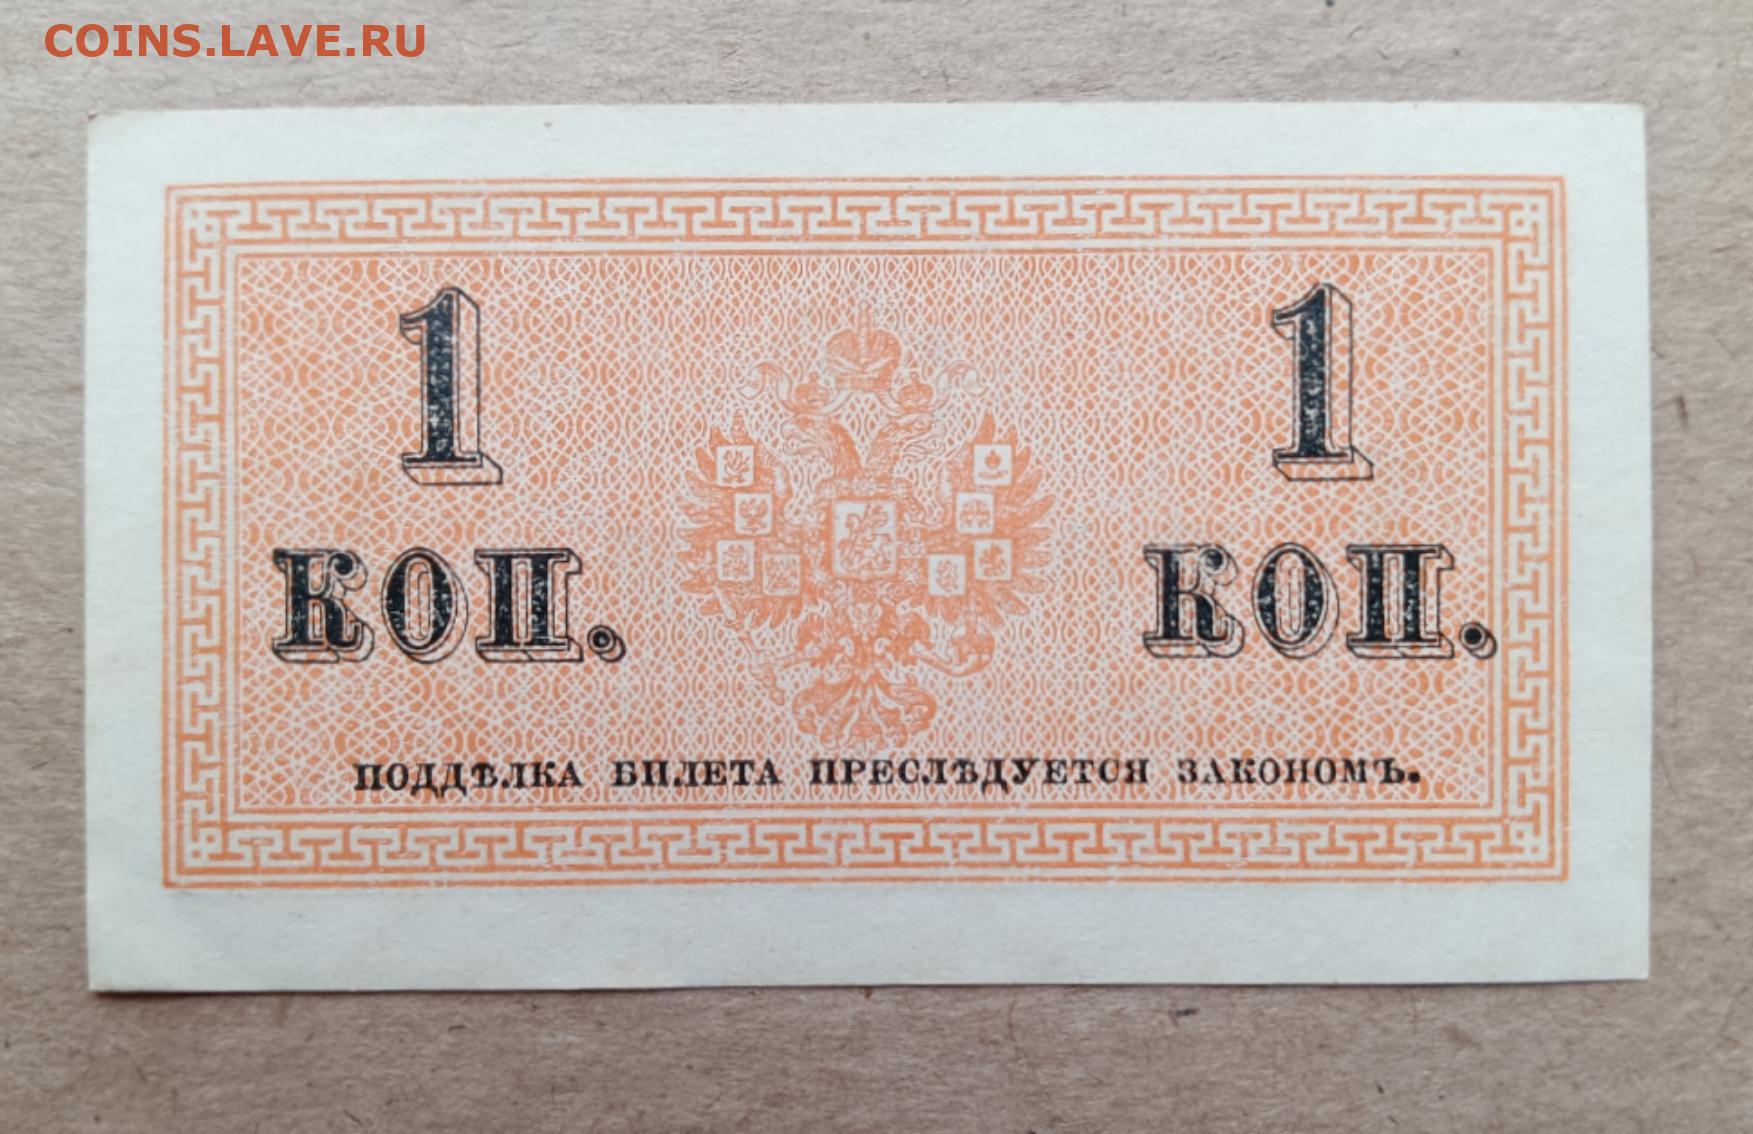 COINS.LAVE.RU
1 1
КОП. КОП.
ПОДДѢЛКА БИЛЕТА ПРЕСЛѢДУЕТСЯ ЗАКОНОМЪ.